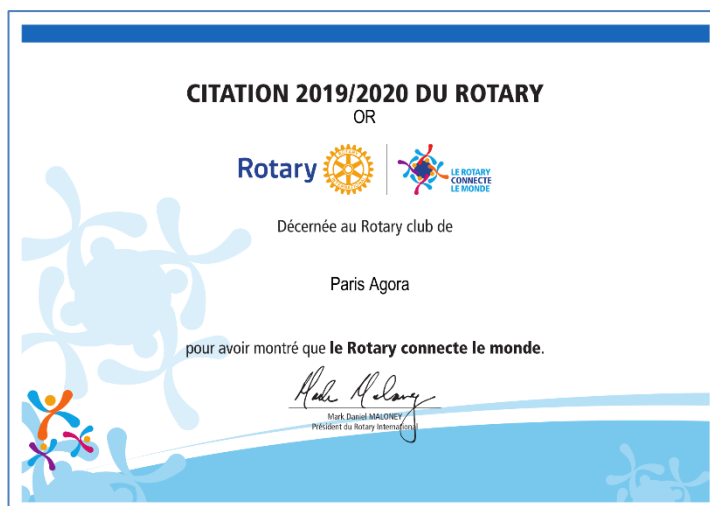 CITATION 2019/2020 DU ROTARY
OR
Rotary
LE ROTARY
CONNECTE
LE MONDE
Décernée au Rotary club de
Paris Agora
pour avoir montré que le Rotary connecte le monde.
Mark Daniel MALONEY
Président du Rotary International